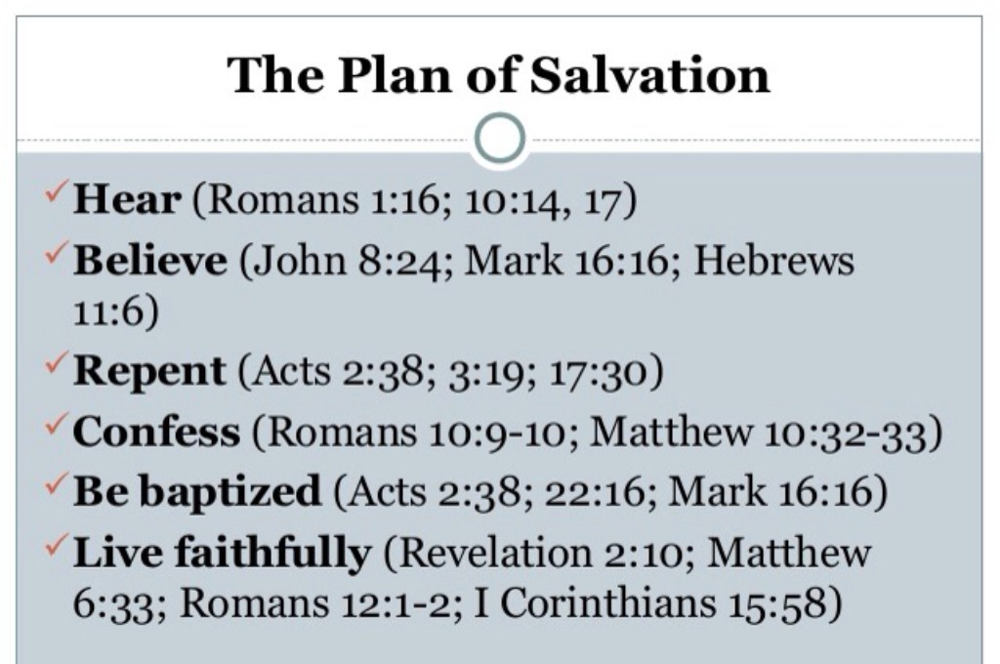 The Plan of Salvation
✓Hear (Romans 1:16; 10:14, 17)
✓Believe (John 8:24; Mark 16:16; Hebrews
11:6)
✓Repent (Acts 2:38; 3:19; 17:30)
✓Confess (Romans 10:9-10; Matthew 10:32-33)
✓Be baptized (Acts 2:38; 22:16; Mark 16:16)
✓Live faithfully (Revelation 2:10; Matthew
6:33; Romans 12:1-2; I Corinthians 15:58)